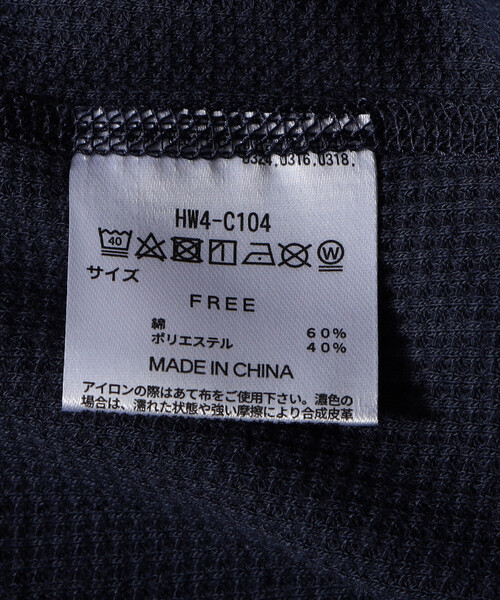 0324.0316.0318.
HW4-C104
40
W
サイズ
FREE
綿 60%
ポリエステル 40%
MADE IN CHINA
アイロンの際はあて布をご使用下さい。濃色の
場合は、濡れた状態や強い摩擦により合成皮革